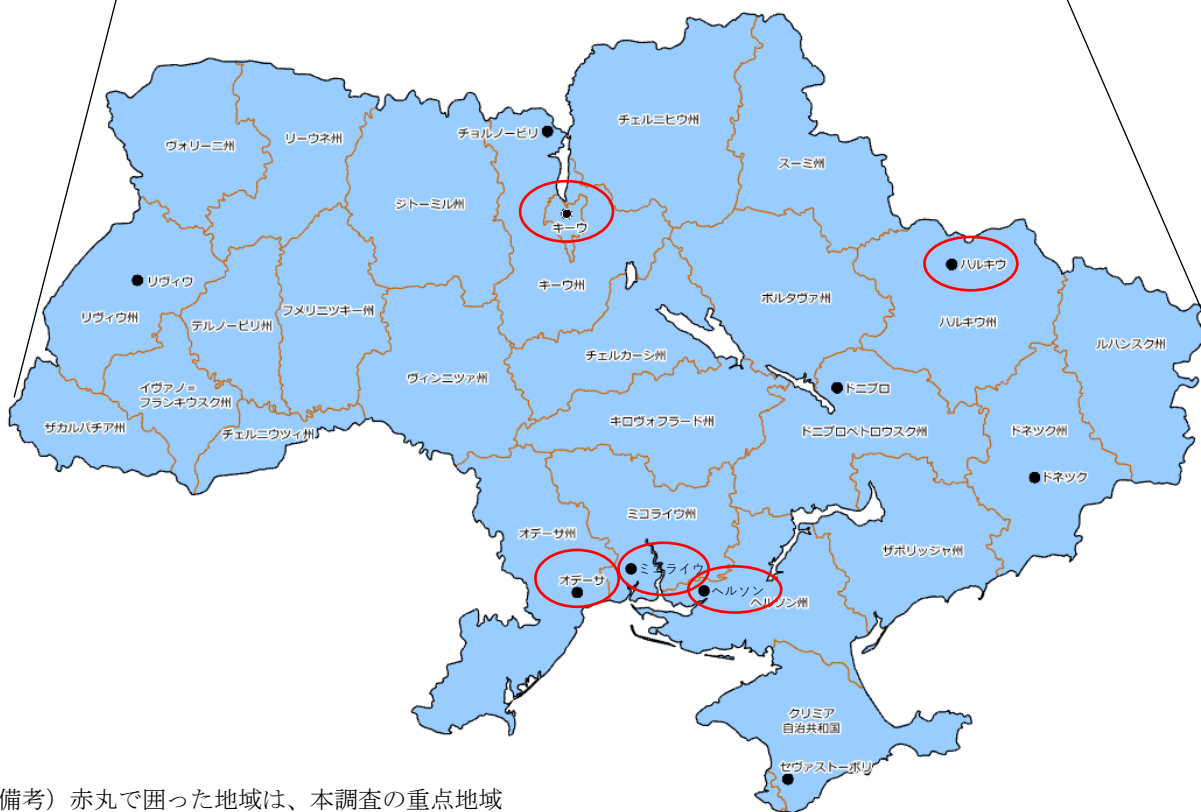 チョルノービリ
チェルニヒウ州
ヴォリーニ州
リーウネ州
スーミ州
ジトーミル州
キーウ
ハルキウ
リヴィウ
キーウ州
ポルタヴァ州
リヴィウ州
テルノービリ州
フメリニツキー州
ハルキウ州
ルハンスク州
チェルカーシ州
ヴィンニツァ州
イヴァノ＝
フランキウスク州
ドニプロ
ザカルパチア州
チェルニウツィ州
キロヴォフラード州
ドニプロペトロウスク州
ドネツク州
ドネツク
ミコライウ州
オデーサ州
ザポリッジャ州
オデーサ
ミコライウ
ヘルソン
ヘルソン州
クリミア
自治共和国
セヴァストーポリ
備考）赤丸で囲った地域は、本調査の重点地域